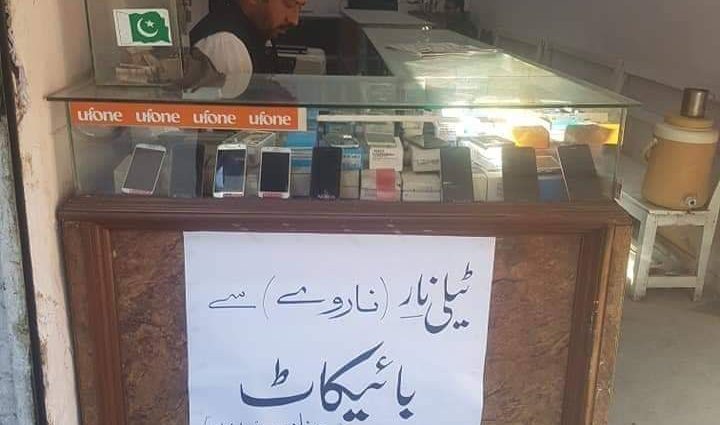 ufone ufone ufone ufone
ٹیلی نار (ناروے) سے
بائیکاٹ